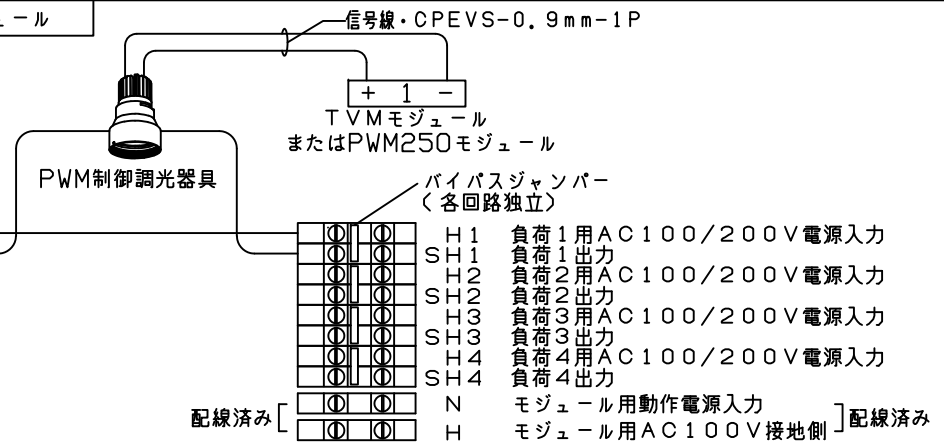 ュール
信号線・CPEVS-0.9mm-1P
+ 1 -
TVMモジュール
またはPWM250モジュール
PWM制御調光器具
バイパスジャンパー
(各回路独立)
H1 負荷1用AC100/200V電源入力
SH1 負荷1出力
H2 負荷2用AC100/200V電源入力
SH2 負荷2出力
H3 負荷3用AC100/200V電源入力
SH3 負荷3出力
H4 負荷4用AC100/200V電源入力
SH4 負荷4出力
配線済み N モジュール用動作電源入力 配線済み
H モジュール用AC100V接地側